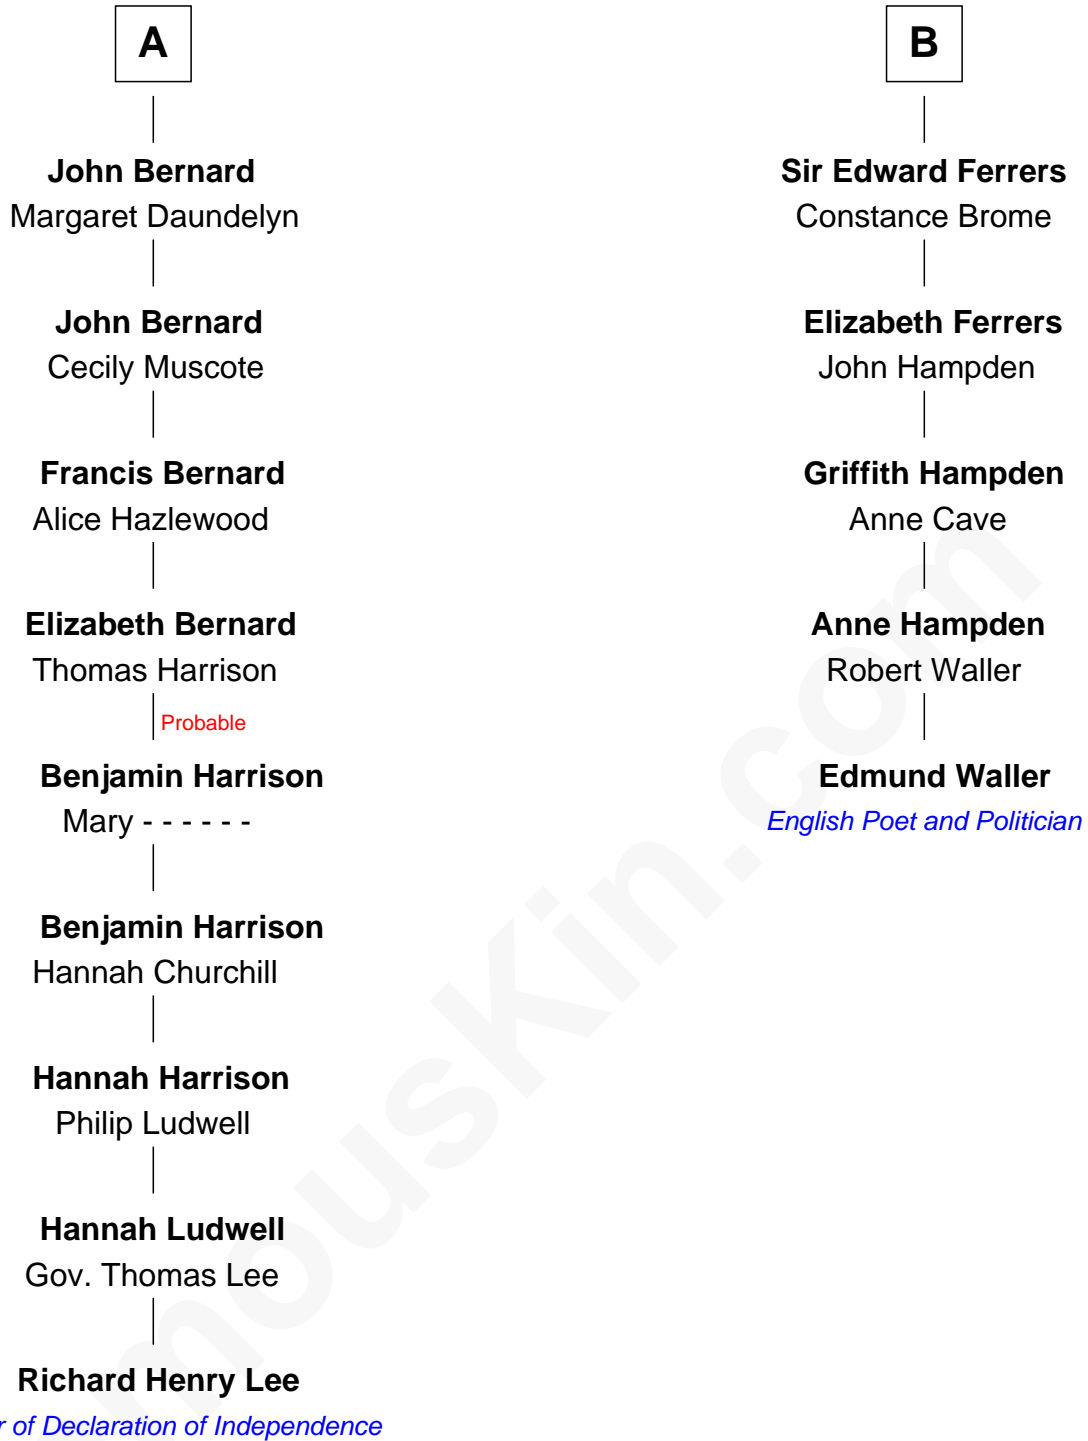 A
John Bernard
Margaret Daundelyn
John Bernard
Cecily Muscote
Francis Bernard
Alice Hazlewood
Elizabeth Bernard
Thomas Harrison
Probable
Benjamin Harrison
Mary - - - - - -
Benjamin Harrison
Hannah Churchill
Hannah Harrison
Philip Ludwell
Hannah Ludwell
Gov. Thomas Lee
Richard Henry Lee
r of Declaration of Independence
B
Sir Edward Ferrers
Constance Brome
Elizabeth Ferrers
John Hampden
Griffith Hampden
Anne Cave
Anne Hampden
Robert Waller
Edmund Waller
English Poet and Politician
mouskin.com